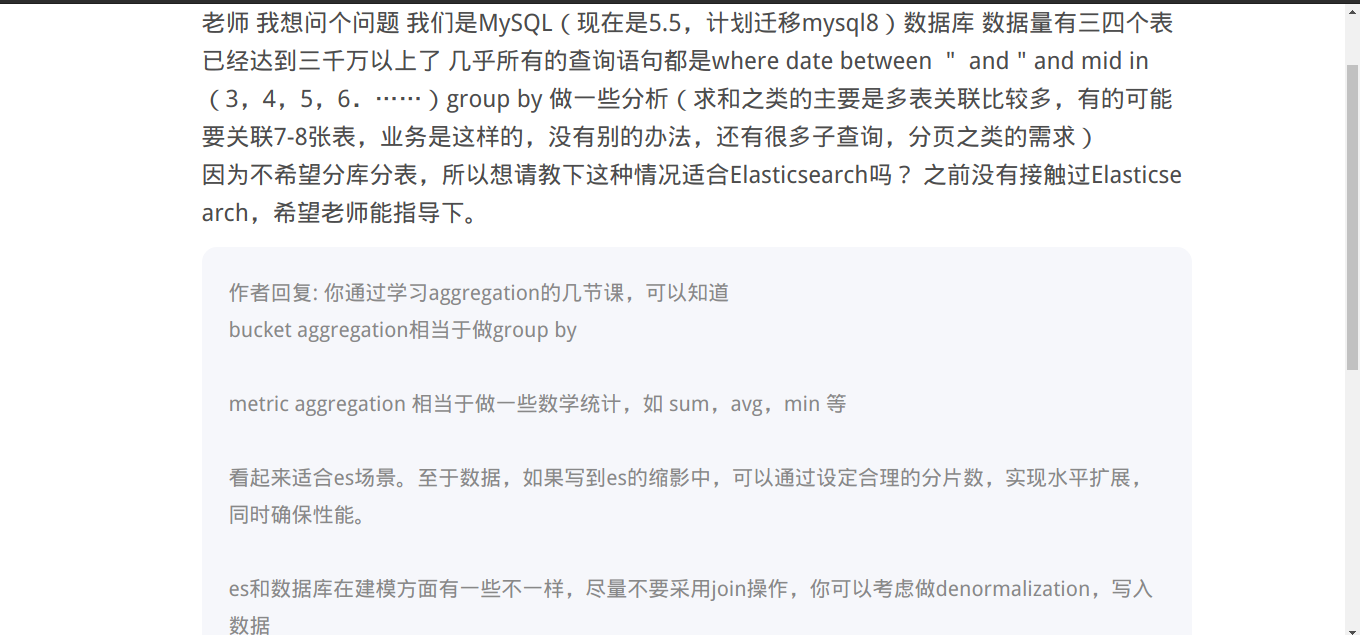 老师 我想问个问题 我们是MySQL（现在是5.5，计划迁移mysql8）数据库 数据量有三四个表
已经达到三千万以上了 几乎所有的查询语句都是where date between ＂ and " and mid in
（3，4，5，6．……）group by 做一些分析（求和之类的主要是多表关联比较多，有的可能
要关联7-8张表，业务是这样的，没有别的办法，还有很多子查询，分页之类的需求）
因为不希望分库分表，所以想请教下这种情况适合Elasticsearch吗？ 之前没有接触过Elasticse
arch，希望老师能指导下。
作者回复: 你通过学习aggregation的几节课，可以知道
bucket aggregation相当于做group by
metric aggregation 相当于做一些数学统计，如 sum，avg，min 等
看起来适合es场景。至于数据，如果写到es的缩影中，可以通过设定合理的分片数，实现水平扩展，
同时确保性能。
es和数据库在建模方面有一些不一样，尽量不要采用join操作，你可以考虑做denormalization，写入
数据